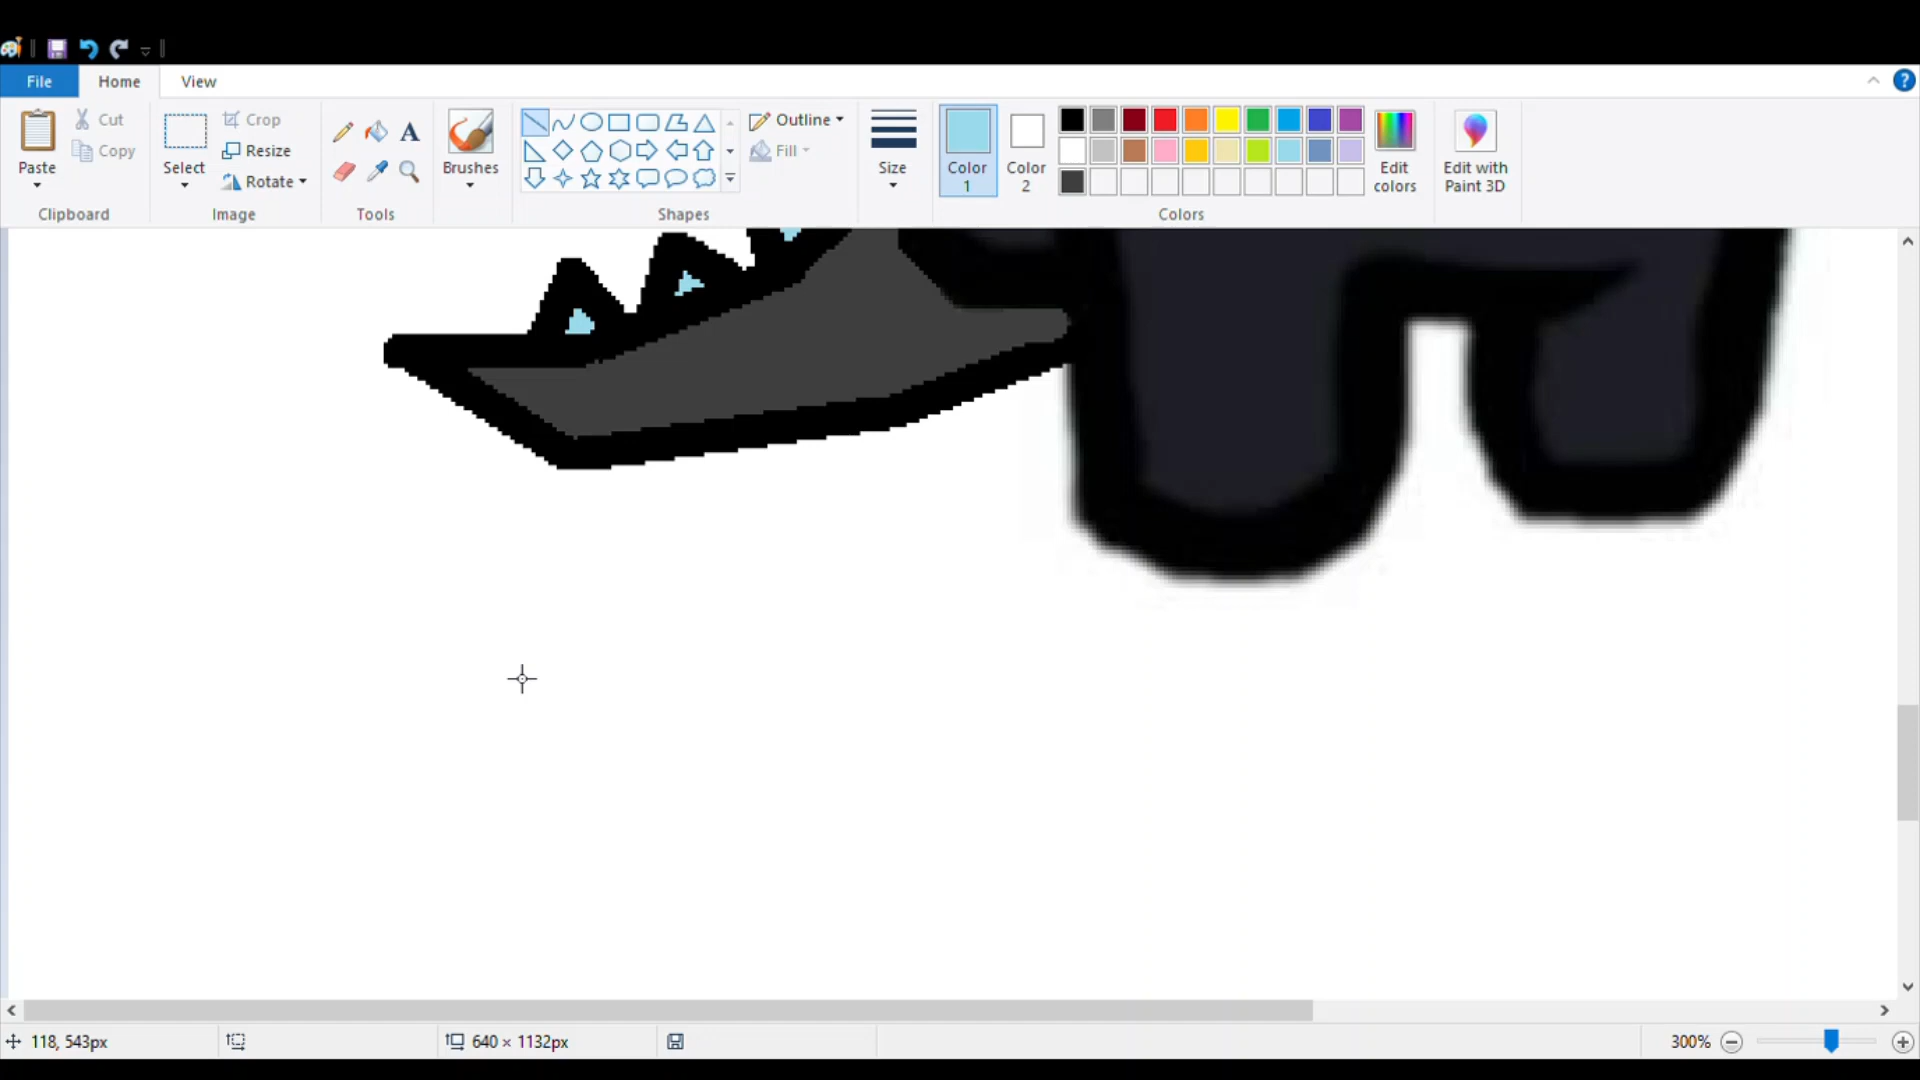 File Home View
Paste Cut Copy
Clipboard
Select Crop Resize Rotate
Image
A
Tools
Brushes
Outline Fill
Shapes
Size
Color 1 Color 2
Edit colors
Colors
Edit with Paint 3D
?
118, 543px
640 × 1132px
300%